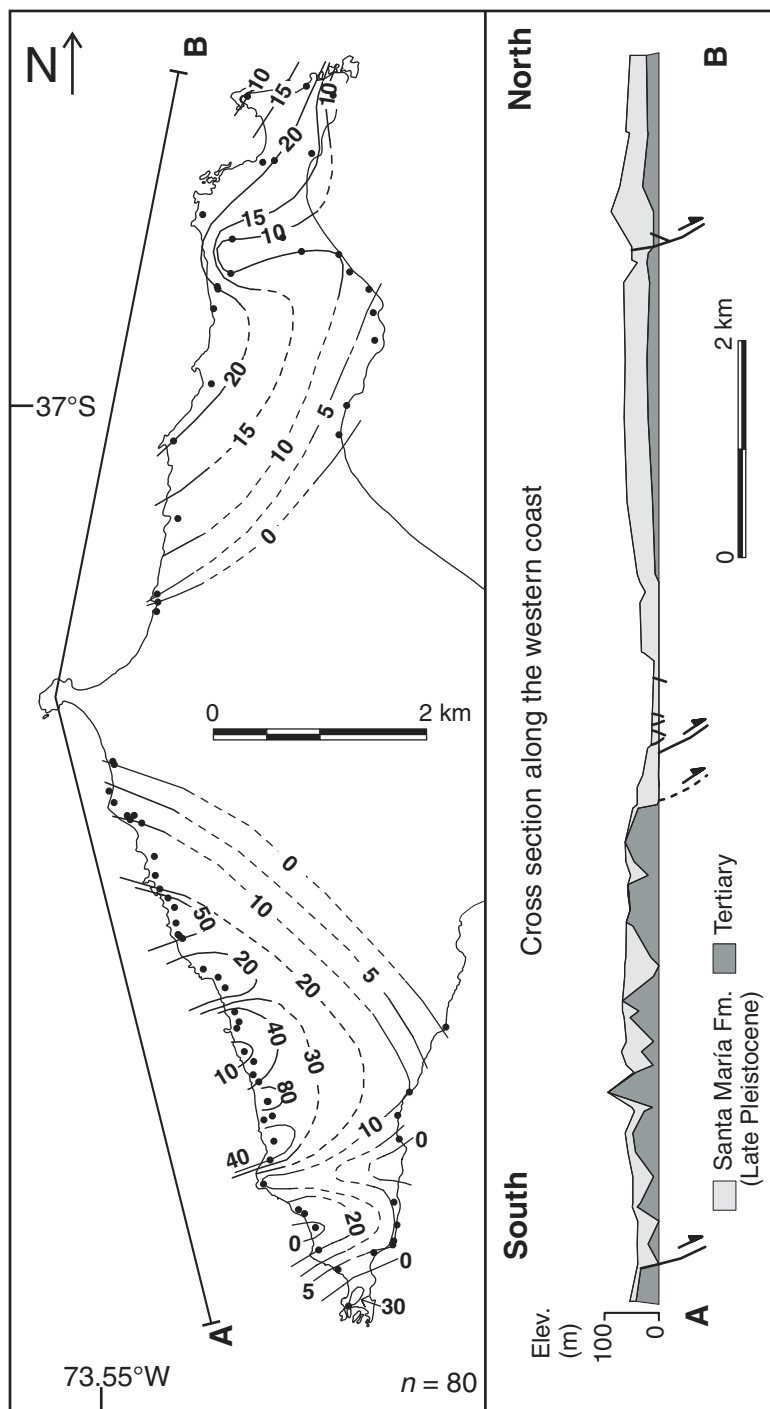 N
B
10
15
10
20
15
10
37°S
20
15
10
5
0
0
2 km
0
10
5
50
20
20
40
30
10
80
40
10
0
20
0
0
5
30
A
73.55°W
n = 80
North
B
Cross section along the western coast
0
2 km
Santa María Fm.
(Late Pleistocene)
Tertiary
South
Elev.
(m)
100
0
A